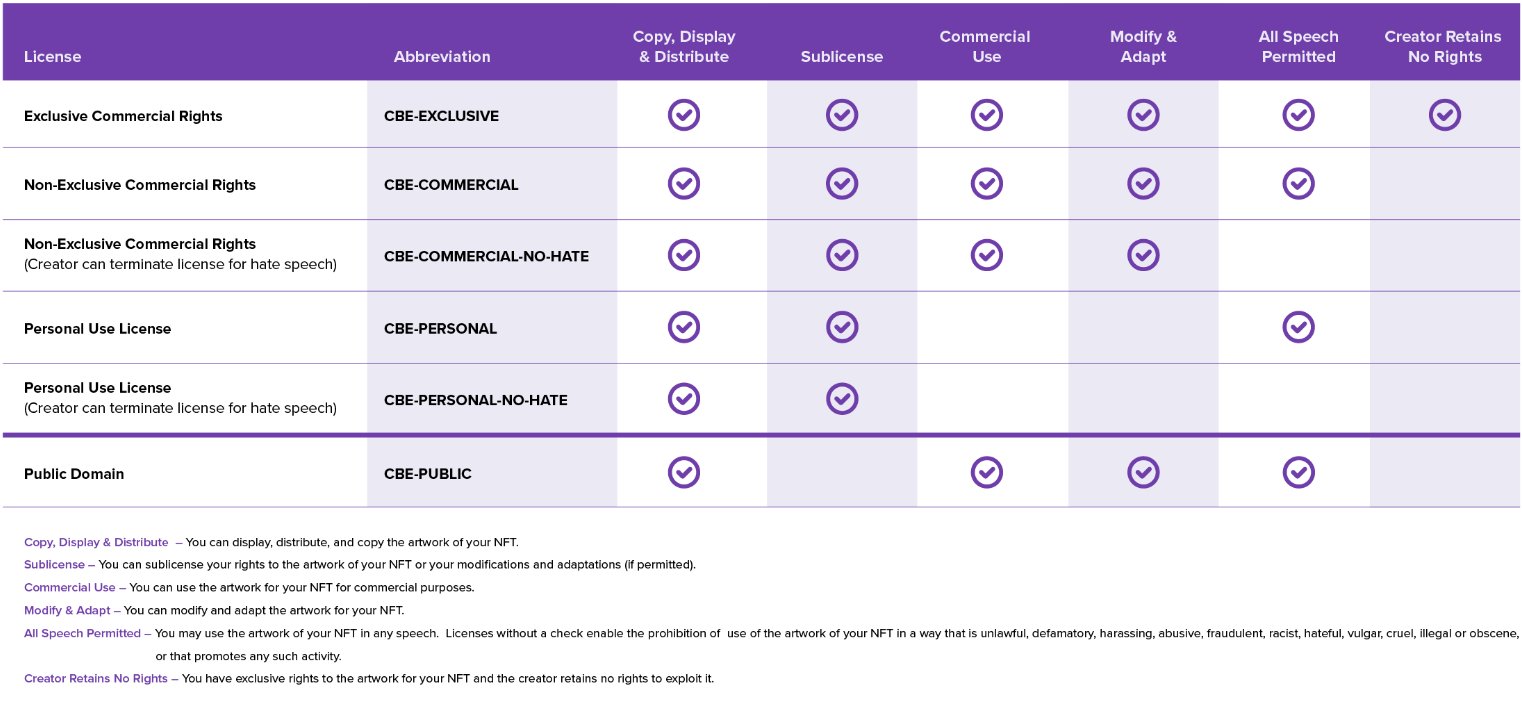 License Abbreviation Copy, Display & Distribute Sublicense Commercial Use Modify & Adapt All Speech Permitted Creator Retains No Rights
Exclusive Commercial Rights CBE-EXCLUSIVE
Non-Exclusive Commercial Rights CBE-COMMERCIAL
Non-Exclusive Commercial Rights
(Creator can terminate license for hate speech) CBE-COMMERCIAL-NO-HATE
Personal Use License CBE-PERSONAL
Personal Use License
(Creator can terminate license for hate speech) CBE-PERSONAL-NO-HATE
Public Domain CBE-PUBLIC
Copy, Display & Distribute – You can display, distribute, and copy the artwork of your NFT.
Sublicense – You can sublicense your rights to the artwork of your NFT or your modifications and adaptations (if permitted).
Commercial Use – You can use the artwork for your NFT for commercial purposes.
Modify & Adapt – You can modify and adapt the artwork for your NFT.
All Speech Permitted – You may use the artwork of your NFT in any speech. Licenses without a check enable the prohibition of use of the artwork of your NFT in a way that is unlawful, defamatory, harassing, abusive, fraudulent, racist, hateful, vulgar, cruel, illegal or obscene,
or that promotes any such activity.
Creator Retains No Rights – You have exclusive rights to the artwork for your NFT and the creator retains no rights to exploit it.